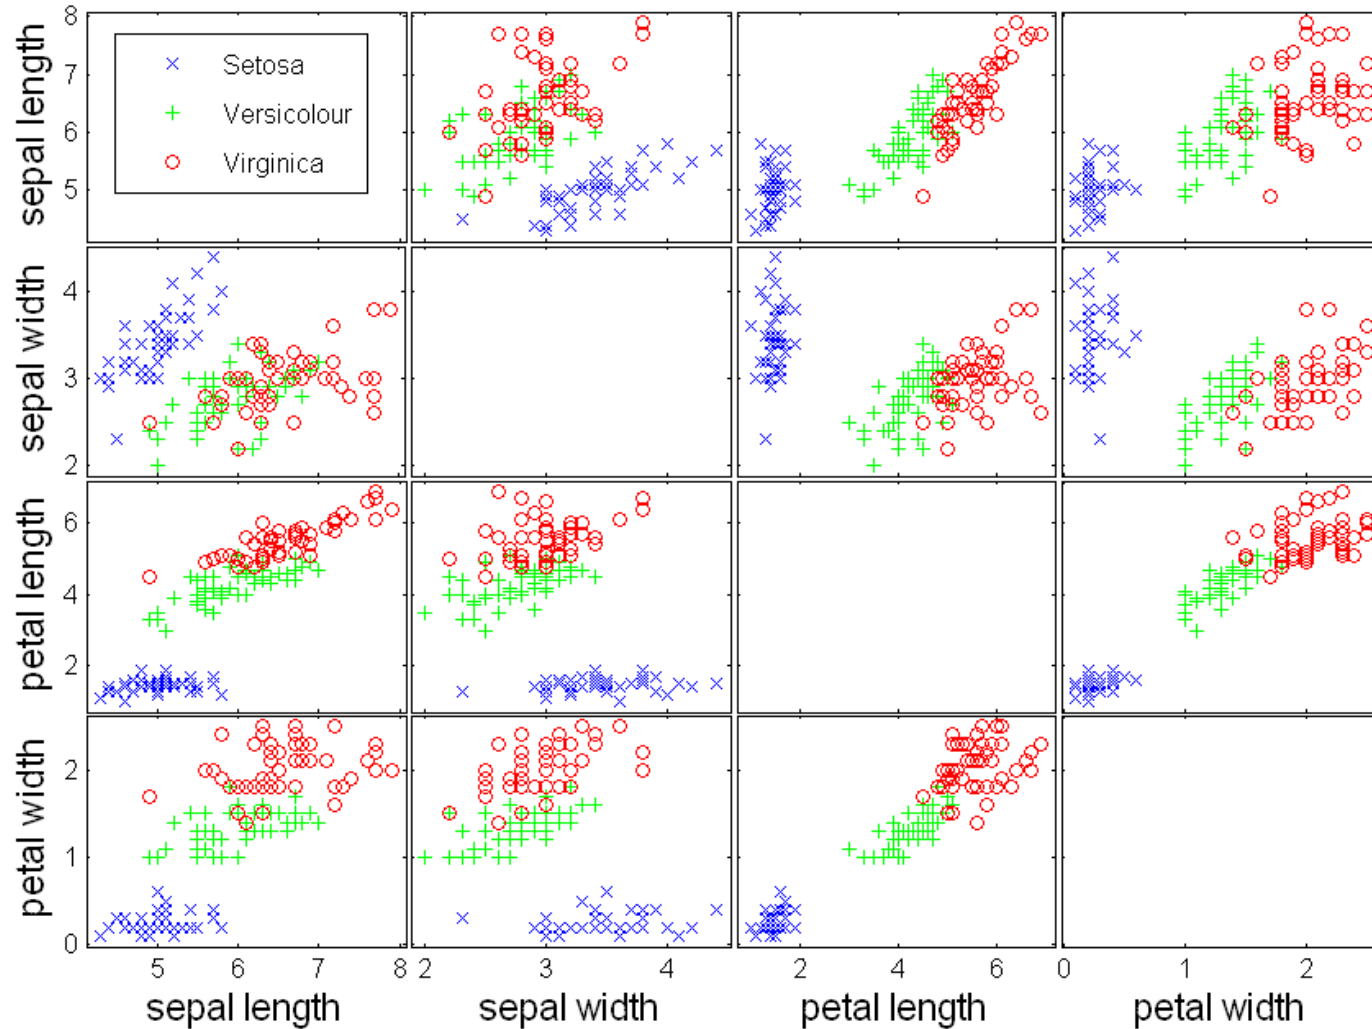 8
sepal length
7
6
5
Setosa
Versicolour
Virginica
sepal width
4
3
2
petal length
6
4
2
petal width
2
1
0
5 6 7 8 2 3 4 2 4 6 0 1 2
sepal length sepal width petal length petal width